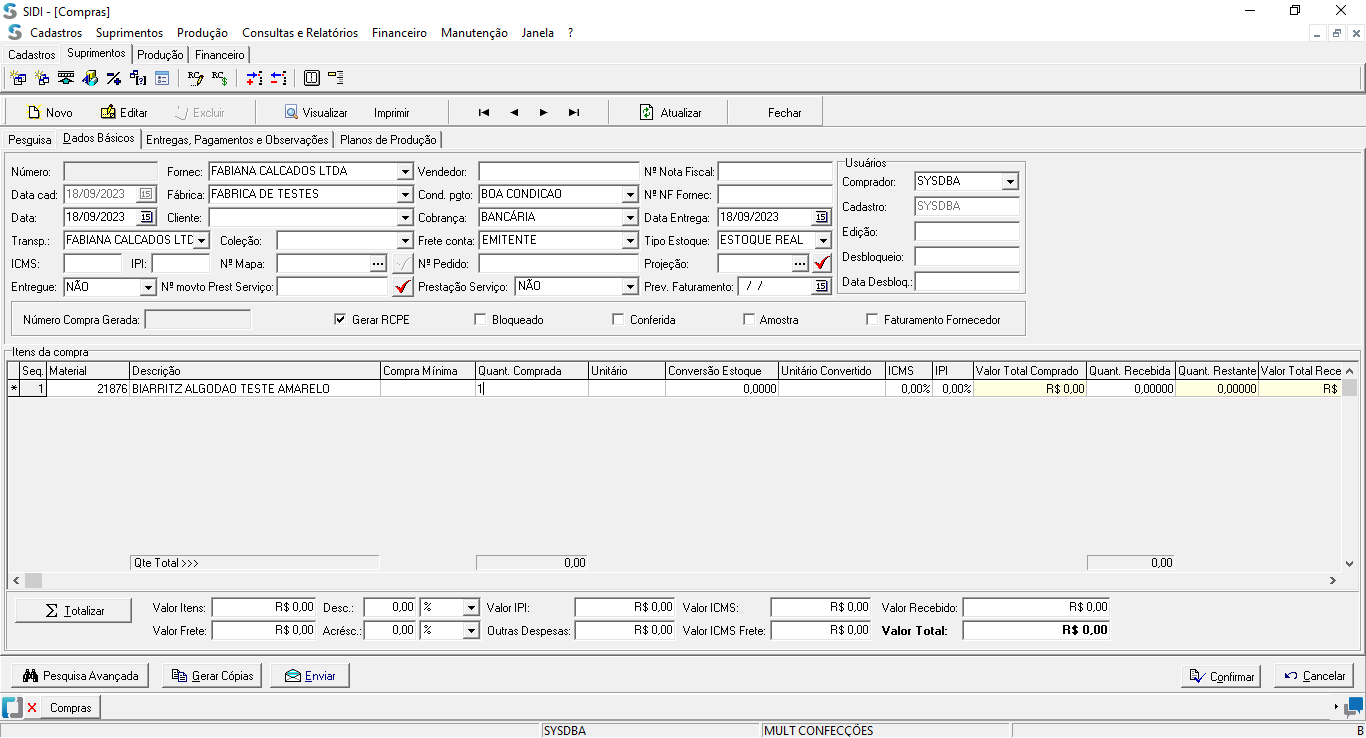 SIDI - [Compras]
Cadastros Suprimentos Produção Consultas e Relatórios Financeiro Manutenção Janela ?
Cadastros Suprimentos Produção Financeiro
Novo Editar Excluir Visualizar Imprimir Atualizar Fechar
Pesquisa Dados Básicos Entregas, Pagamentos e Observações Planos de Produção
Número: Fornec: FABIANA CALCADOS LTDA Vendedor: Nº Nota Fiscal:
Data cad: 18/09/2023 15 Fábrica: FABRICA DE TESTES Cond. pgto: BOA CONDICAO Nº NF Fornec:
Data: 18/09/2023 15 Cliente: Cobrança: BANCÁRIA Data Entrega: 18/09/2023 15
Transp.: FABIANA CALCADOS LTC Coleção: Frete conta: EMITENTE Tipo Estoque: ESTOQUE REAL
ICMS: IPI: Nº Mapa: ... Nº Pedido: Projeção: ...
Entregue: NÃO Nº movto Prest Serviço: Prestação Serviço: NÃO Prev. Faturamento: / / 15
Usuários
Comprador: SYSDBA
Cadastro: SYSDBA
Edição:
Desbloqueio:
Data Desbloq.:
Número Compra Gerada: Gerar RCPE Bloqueado Conferida Amostra Faturamento Fornecedor
Itens da compra
Seq. Material Descrição Compra Mínima Quant. Comprada Unitário Conversão Estoque Unitário Convertido ICMS IPI Valor Total Comprado Quant. Recebida Quant. Restante Valor Total Rece
* 1 21876 BIARRITZ ALGODAO TESTE AMARELO 1 0,0000 0,00% 0,00% R$ 0,00 0,00000 0,00000 R$
Qte Total >>> 0,00 0,00
Σ Totalizar Valor Itens: R$ 0,00 Desc.: 0,00 % Valor IPI: R$ 0,00 Valor ICMS: R$ 0,00 Valor Recebido: R$ 0,00
Valor Frete: R$ 0,00 Acrésc.: 0,00 % Outras Despesas: R$ 0,00 Valor ICMS Frete: R$ 0,00 Valor Total: R$ 0,00
Pesquisa Avançada Gerar Cópias Enviar Confirmar Cancelar
Compras
SYSDBA MULT CONFECÇÕES B